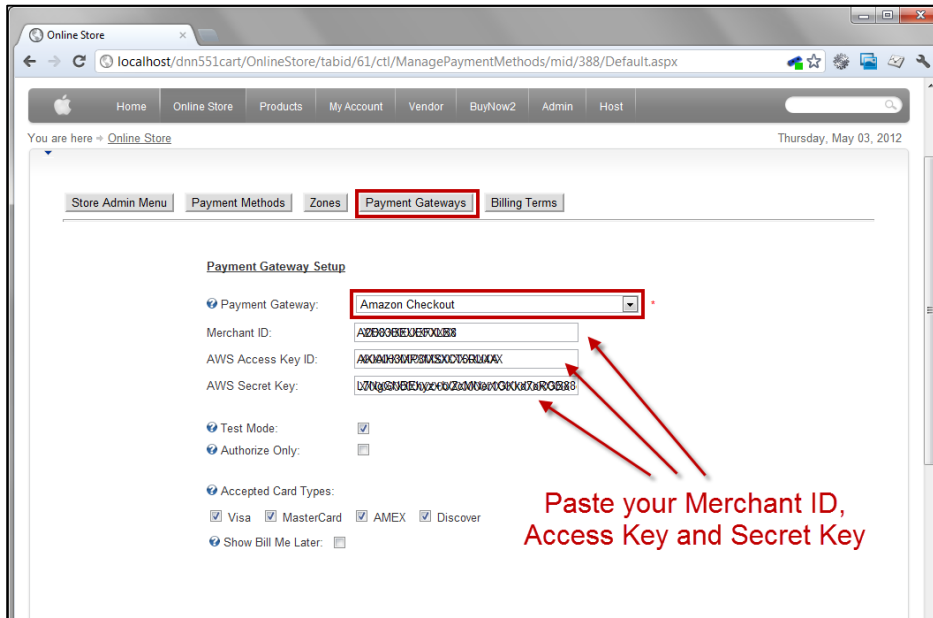 Online Store
localhost/dnn551cart/OnlineStore/tabid/61/ctl/ManagePaymentMethods/mid/388/Default.aspx
Home Online Store Products My Account Vendor BuyNow2 Admin Host
You are here Online Store Thursday, May 03, 2012
Store Admin Menu Payment Methods Zones Payment Gateways Billing Terms
Payment Gateway Setup
Payment Gateway: Amazon Checkout *
Merchant ID:
AWS Access Key ID:
AWS Secret Key:
Test Mode:
Authorize Only:
Accepted Card Types:
Visa MasterCard AMEX Discover
Show Bill Me Later:
Paste your Merchant ID,
Access Key and Secret Key